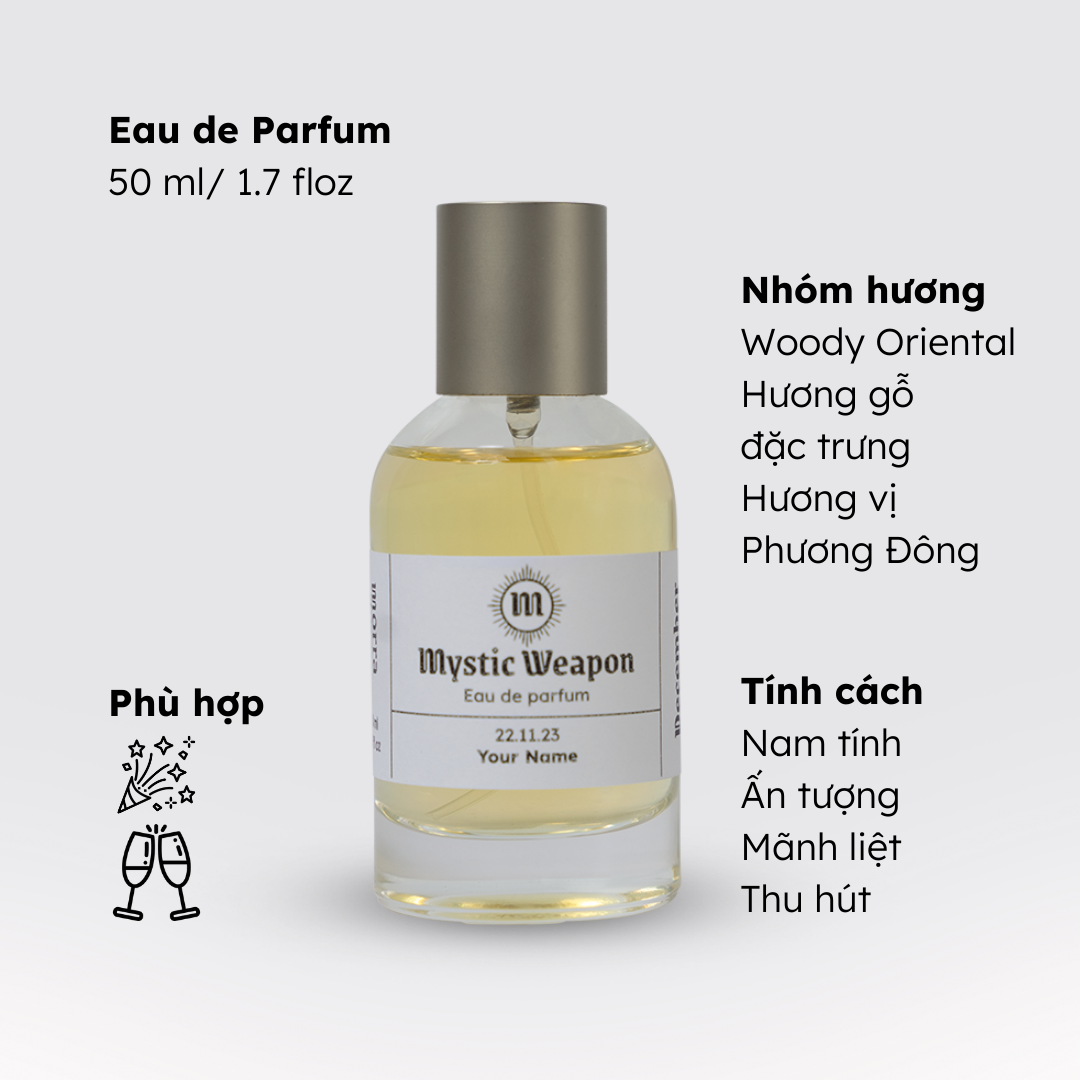 Eau de Parfum
50 ml/ 1.7 floz
Nhóm hương
Woody Oriental
Hương gỗ
đặc trưng
Hương vị
Phương Đông
m
Mystic Weapon
Eau de parfum
22.11.23
Your Name
December
Phù hợp
Tính cách
Nam tính
Ấn tượng
Mãnh liệt
Thu hút